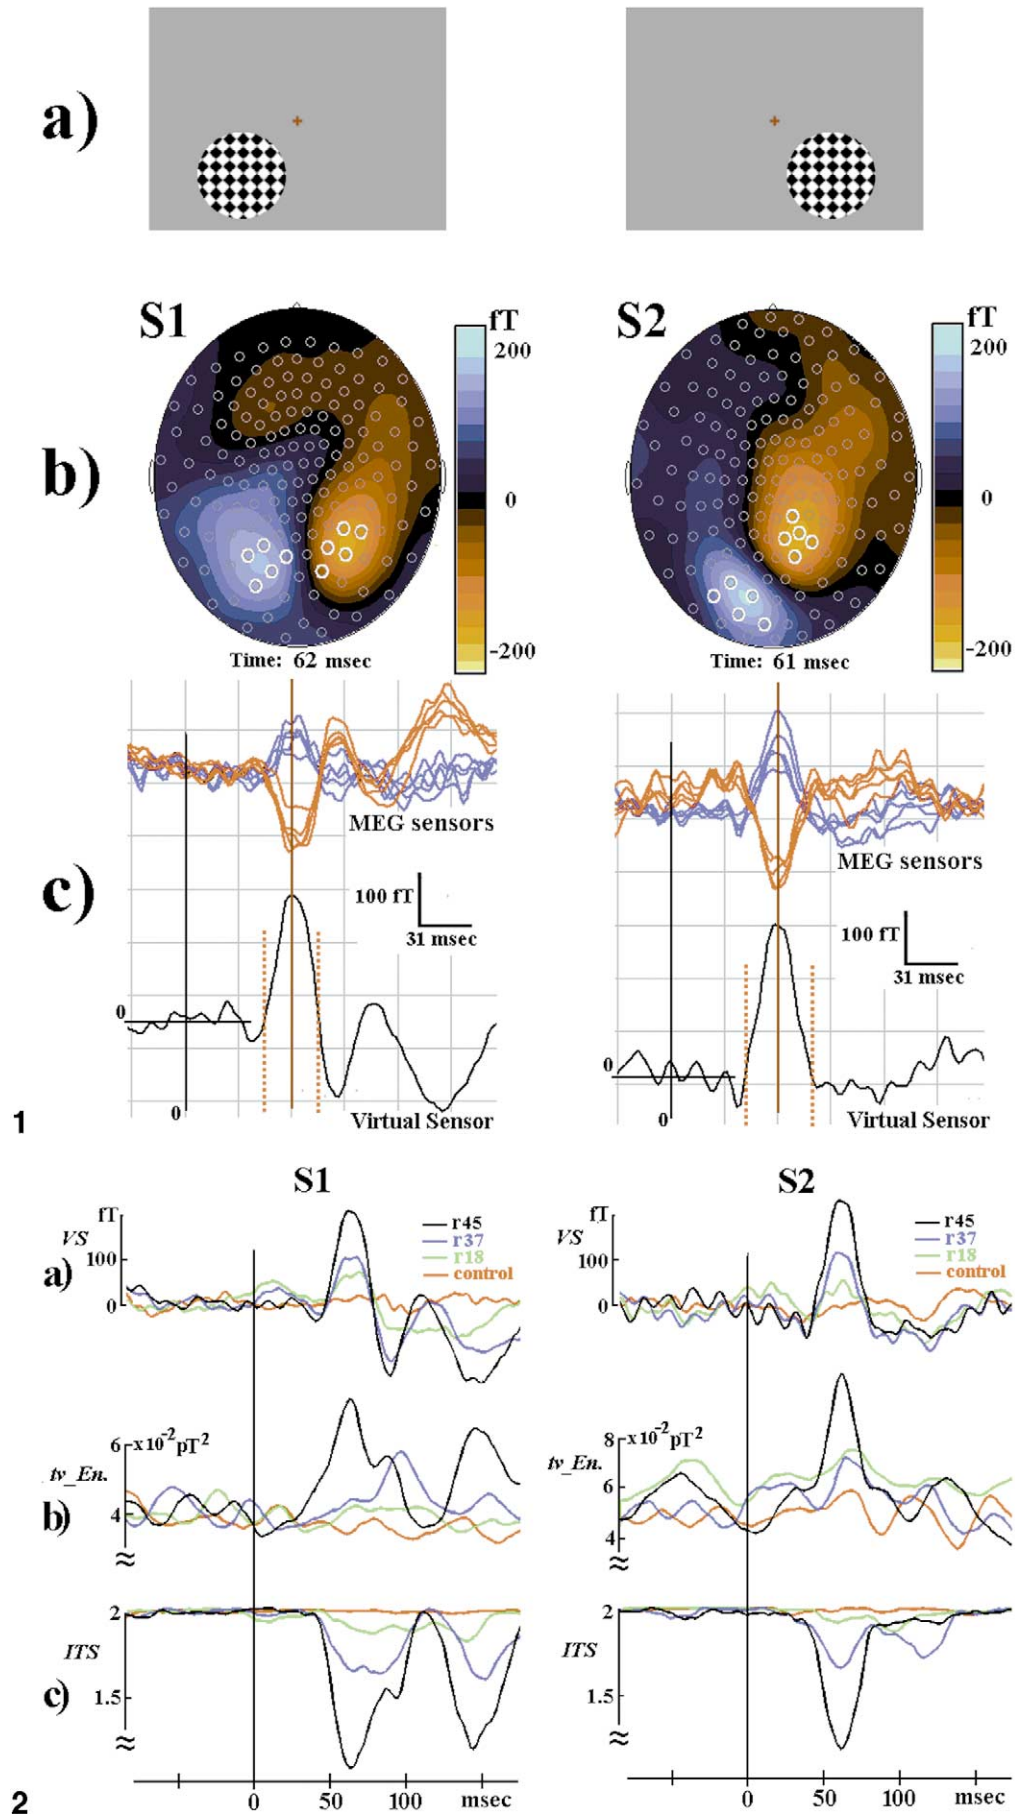 a)
S1
fT
200
0
-200
Time: 62 msec
S2
fT
200
0
-200
Time: 61 msec
b)
MEG sensors
100 fT
31 msec
0
0
Virtual Sensor
MEG sensors
100 fT
31 msec
0
0
Virtual Sensor
c)
1
S1
S2
fT
VS
100
0
r45
r37
r18
control
fT
VS
100
0
r45
r37
r18
control
a)
6
x10⁻²pT²
tv_En.
4
≈
8
x10⁻²pT²
tv_En.
6
4
≈
b)
2
ITS
1.5
≈
2
ITS
1.5
≈
c)
0 50 100 msec
0 50 100 msec
2